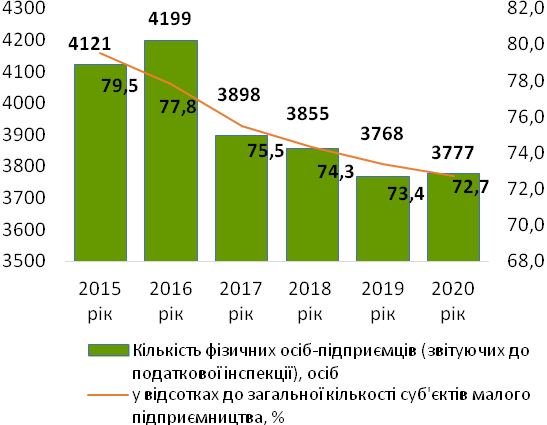 4300
4200
4100
4000
3900
3800
3700
3600
3500
82,0
80,0
78,0
76,0
74,0
72,0
70,0
68,0
4121
4199
3898
3855
3768
3777
79,5
77,8
75,5
74,3
73,4
72,7
2015 рік
2016 рік
2017 рік
2018 рік
2019 рік
2020 рік
Кількість фізичних осіб-підприємців (звітуючих до
податкової інспекції), осіб
у відсотках до загальної кількості суб'єктів малого
підприємництва, %